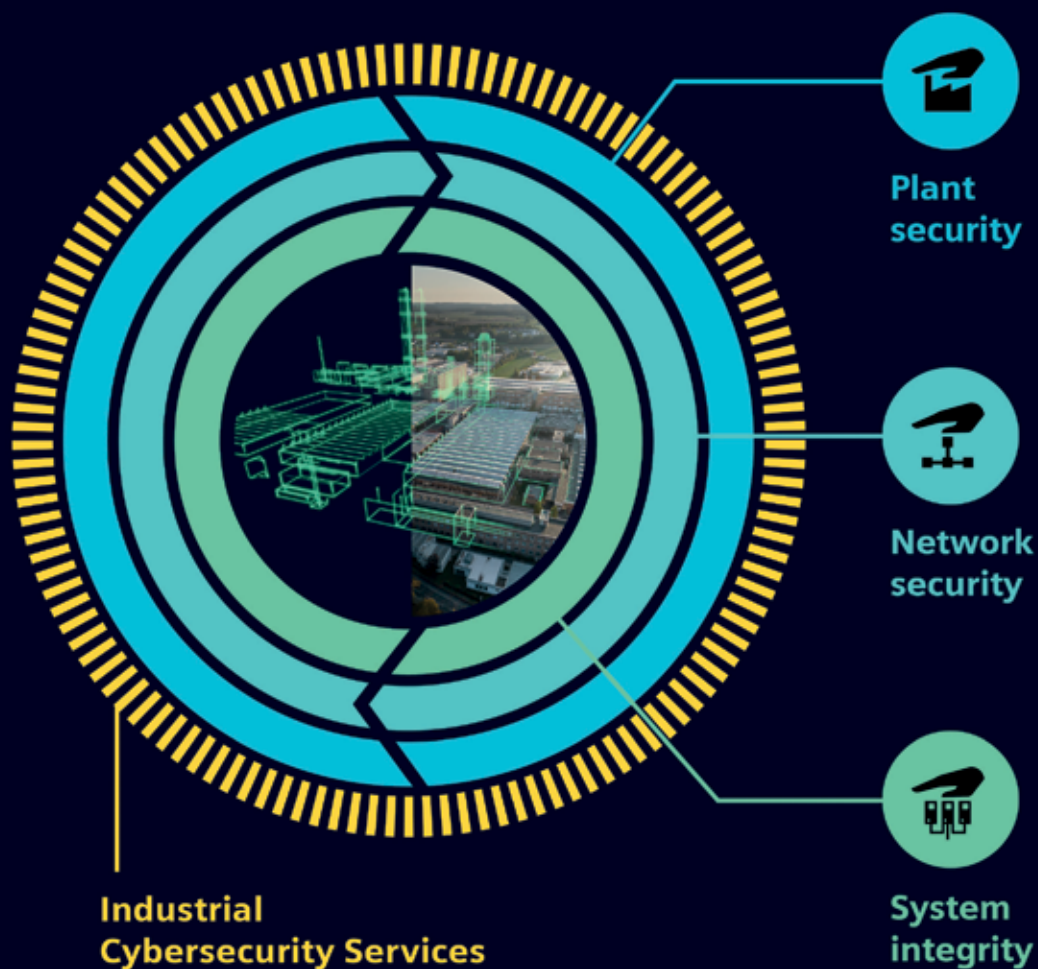 Plant
security
Network
security
System
integrity
Industrial
Cybersecurity Services